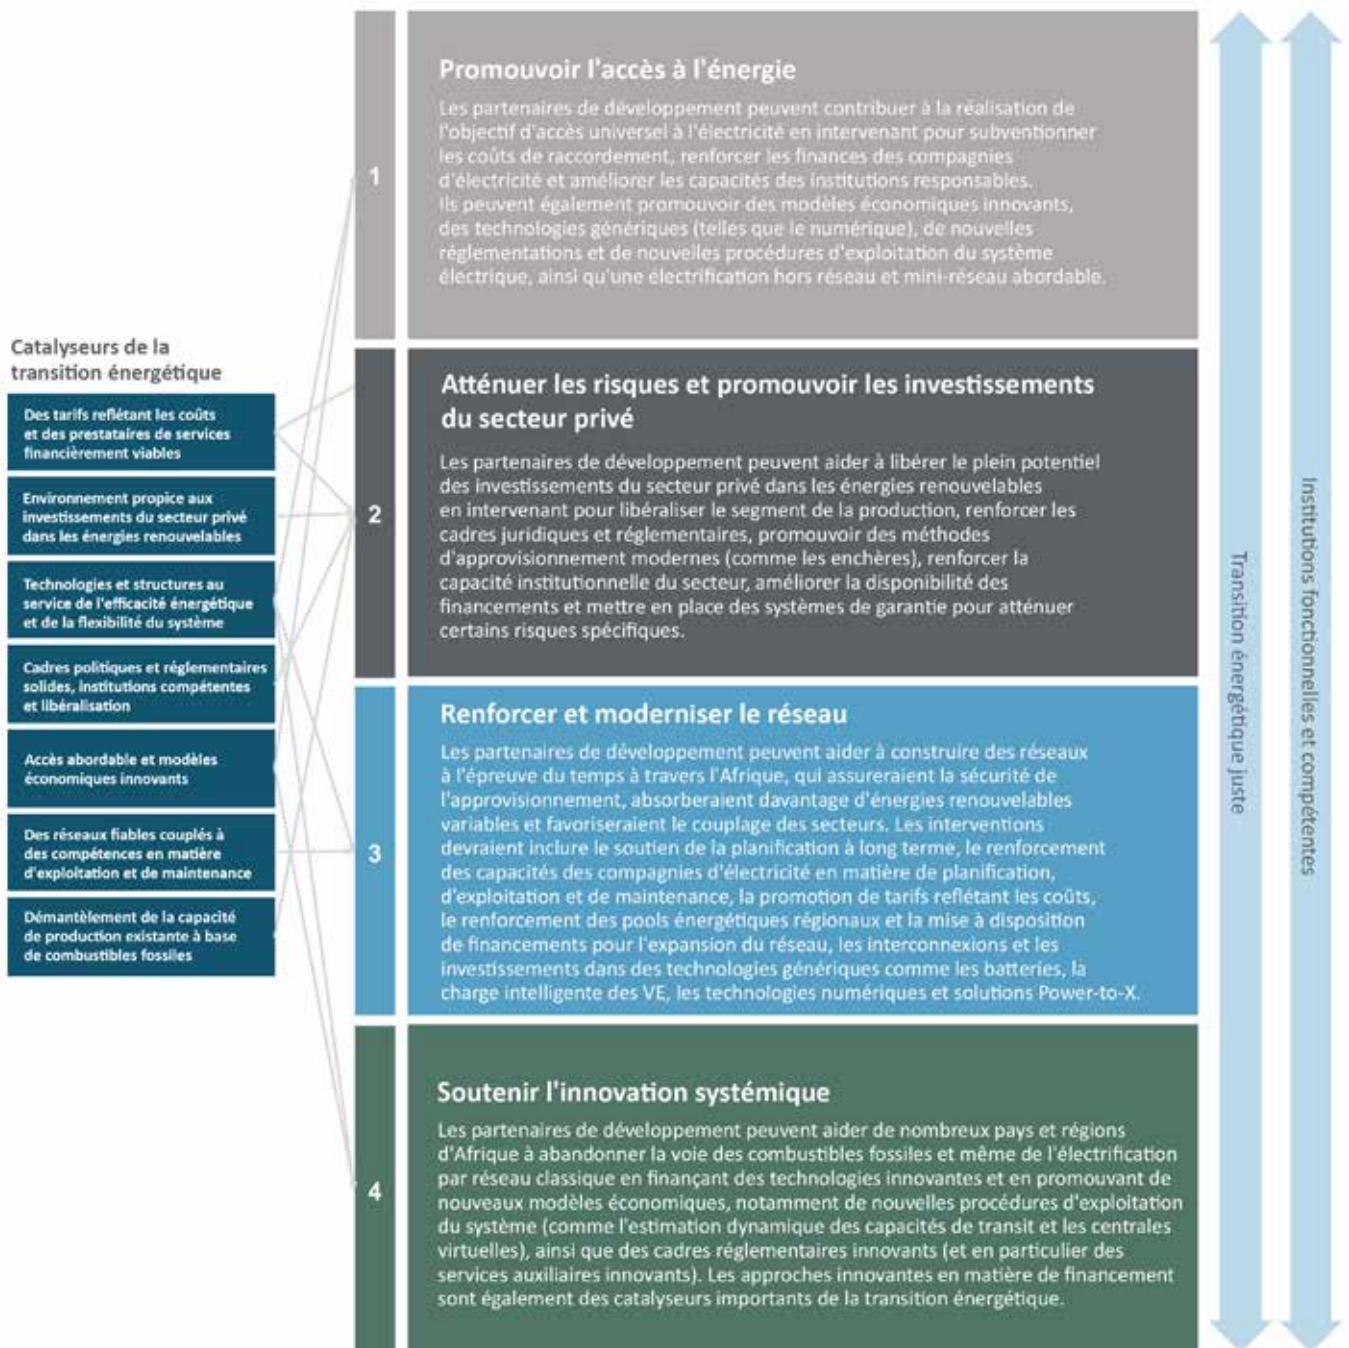 Catalyseurs de la
transition énergétique
Des tarifs reflétant les coûts
et des prestataires de services
financièrement viables
Environnement propice aux
investissements du secteur privé
dans les énergies renouvelables
Technologies et structures au
service de l'efficacité énergétique
et de la flexibilité du système
Cadres politiques et réglementaires
solides, institutions compétentes
et libéralisation
Accès abordable et modèles
économiques innovants
Des réseaux fiables couplés à
des compétences en matière
d'exploitation et de maintenance
Démantèlement de la capacité
de production existante à base
de combustibles fossiles
1
Promouvoir l'accès à l'énergie
Les partenaires de développement peuvent contribuer à la réalisation de
l'objectif d'accès universel à l'électricité en intervenant pour subventionner
les coûts de raccordement, renforcer les finances des compagnies
d'électricité et améliorer les capacités des institutions responsables.
Ils peuvent également promouvoir des modèles économiques innovants,
des technologies génériques (telles que le numérique), de nouvelles
réglementations et de nouvelles procédures d'exploitation du système
électrique, ainsi qu'une électrification hors réseau et mini-réseau abordable.
2
Atténuer les risques et promouvoir les investissements
du secteur privé
Les partenaires de développement peuvent aider à libérer le plein potentiel
des investissements du secteur privé dans les énergies renouvelables
en intervenant pour libéraliser le segment de la production, renforcer les
cadres juridiques et réglementaires, promouvoir des méthodes
d'approvisionnement modernes (comme les enchères), renforcer la
capacité institutionnelle du secteur, améliorer la disponibilité des
financements et mettre en place des systèmes de garantie pour atténuer
certains risques spécifiques.
3
Renforcer et moderniser le réseau
Les partenaires de développement peuvent aider à construire des réseaux
à l'épreuve du temps à travers l'Afrique, qui assureraient la sécurité de
l'approvisionnement, absorberaient davantage d'énergies renouvelables
variables et favoriseraient le couplage des secteurs. Les interventions
devraient inclure le soutien de la planification à long terme, le renforcement
des capacités des compagnies d'électricité en matière de planification,
d'exploitation et de maintenance, la promotion de tarifs reflétant les coûts,
le renforcement des pools énergétiques régionaux et la mise à disposition
de financements pour l'expansion du réseau, les interconnexions et les
investissements dans des technologies génériques comme les batteries, la
charge intelligente des VE, les technologies numériques et solutions Power-to-X.
4
Soutenir l'innovation systémique
Les partenaires de développement peuvent aider de nombreux pays et régions
d'Afrique à abandonner la voie des combustibles fossiles et même de l'électrification
par réseau classique en finançant des technologies innovantes et en promouvant de
nouveaux modèles économiques, notamment de nouvelles procédures d'exploitation
du système (comme l'estimation dynamique des capacités de transit et les centrales
virtuelles), ainsi que des cadres réglementaires innovants (et en particulier des
services auxiliaires innovants). Les approches innovantes en matière de financement
sont également des catalyseurs importants de la transition énergétique.
Transition énergétique juste
Institutions fonctionnelles et compétentes